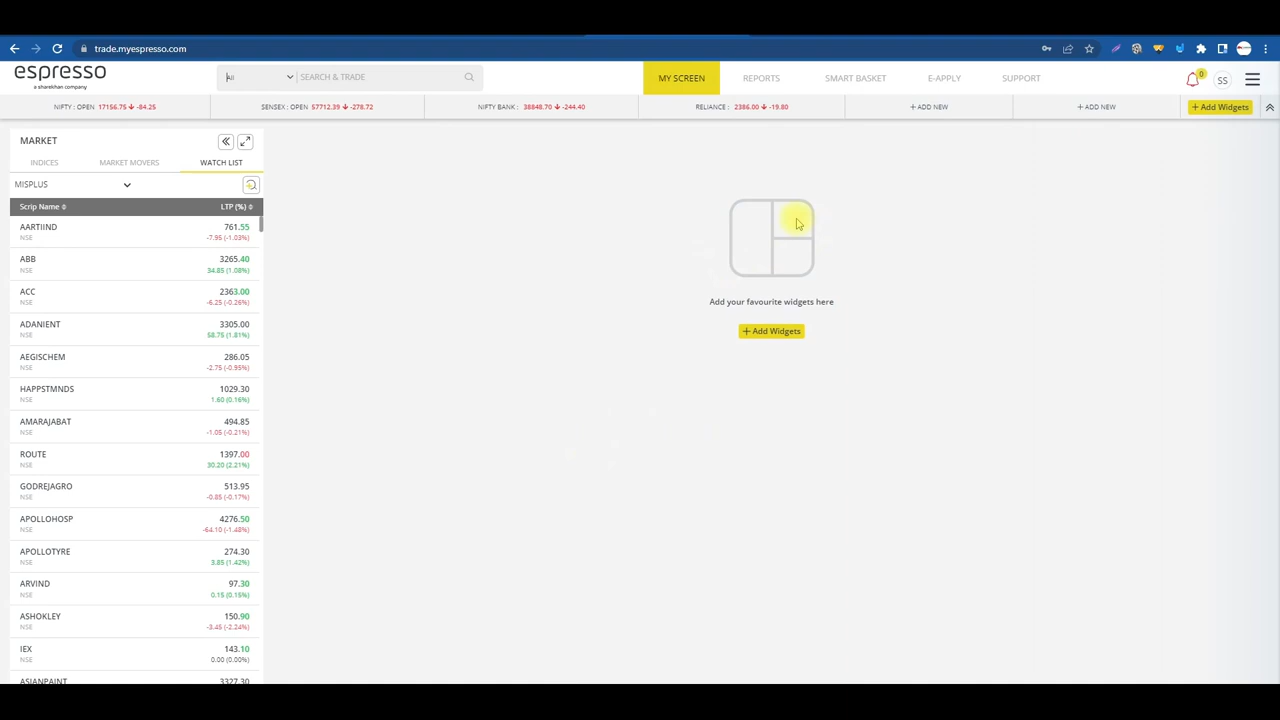 trade.myespresso.com
espresso
a sharekhan company
All
SEARCH & TRADE
MY SCREEN
REPORTS
SMART BASKET
E-APPLY
SUPPORT
0
SS
NIFTY : OPEN 17156.75 -84.25
SENSEX : OPEN 57712.39 -278.72
NIFTY BANK : 38848.70 -244.40
RELIANCE : 2386.00 -19.80
+ ADD NEW
+ ADD NEW
+ Add Widgets
MARKET
INDICES
MARKET MOVERS
WATCH LIST
MISPLUS
Scrip Name LTP (%)
AARTIIND 761.55
NSE -7.95 (-1.03%)
ABB 3265.40
NSE 34.85 (1.08%)
ACC 2363.00
NSE -6.25 (-0.26%)
ADANIENT 3305.00
NSE 58.75 (1.81%)
AEGISCHEM 286.05
NSE -2.75 (-0.95%)
HAPPSTMNDS 1029.30
NSE 1.60 (0.16%)
AMARAJABAT 494.85
NSE -1.05 (-0.21%)
ROUTE 1397.00
NSE 30.20 (2.21%)
GODREJAGRO 513.95
NSE -0.85 (-0.17%)
APOLLOHOSP 4276.50
NSE -64.10 (-1.48%)
APOLLOTYRE 274.30
NSE 3.85 (1.42%)
ARVIND 97.30
NSE 0.15 (0.15%)
ASHOKLEY 150.90
NSE -3.45 (-2.24%)
IEX 143.10
NSE 0.00 (0.00%)
ASIANPAINT 3327.30
Add your favourite widgets here
+ Add Widgets